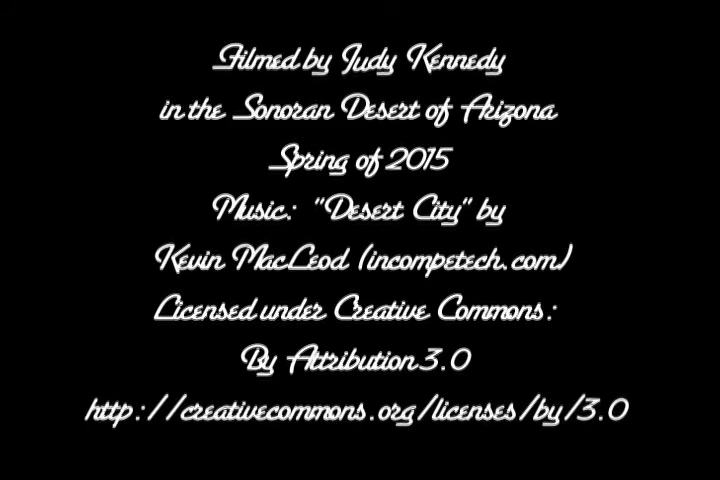 Filmed by Judy Kennedy
in the Sonoran Desert of Arizona
Spring of 2015
Music: "Desert City" by
Kevin MacLeod (incompetech.com)
Licensed under Creative Commons:
By Attribution 3.0
http://creativecommons.org/licenses/by/3.0